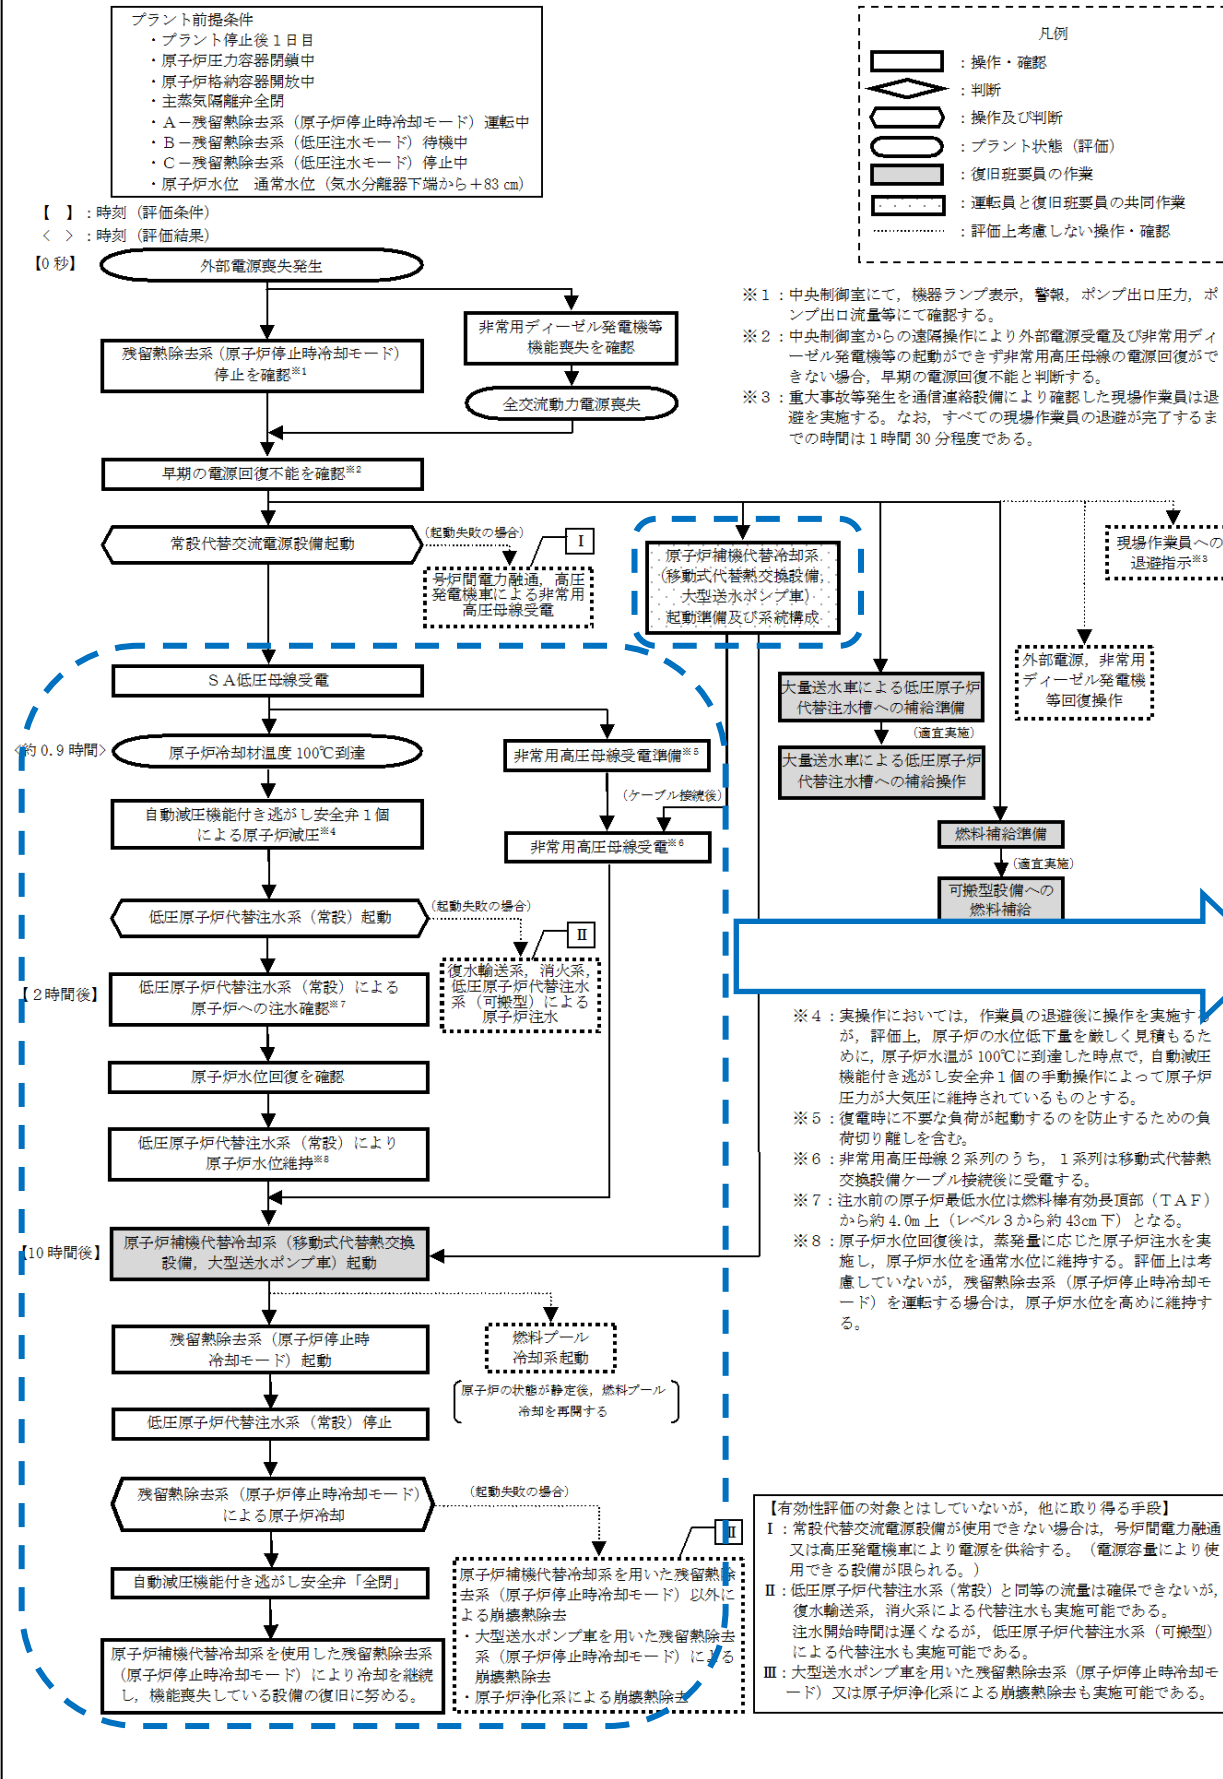 プラント前提条件
・プラント停止後１日目
・原子炉圧力容器閉鎖中
・原子炉格納容器開放中
・主蒸気隔離弁全閉
・Ａ－残留熱除去系（原子炉停止時冷却モード）運転中
・Ｂ－残留熱除去系（低圧注水モード）待機中
・Ｃ－残留熱除去系（低圧注水モード）停止中
・原子炉水位　通常水位（気水分離器下端から＋83 cm）
凡例
：操作・確認
：判断
：操作及び判断
：プラント状態（評価）
：復旧班要員の作業
：運転員と復旧班要員の共同作業
：評価上考慮しない操作・確認
【　】：時刻（評価条件）
＜　＞：時刻（評価結果）
【0 秒】
外部電源喪失発生
非常用ディーゼル発電機等
機能喪失を確認
残留熱除去系（原子炉停止時冷却モード）
停止を確認※1
全交流動力電源喪失
早期の電源回復不能を確認※2
※１：中央制御室にて，機器ランプ表示，警報，ポンプ出口圧力，ポ
ンプ出口流量等にて確認する。
※２：中央制御室からの遠隔操作により外部電源受電及び非常用ディ
ーゼル発電機等の起動ができず非常用高圧母線の電源回復がで
きない場合，早期の電源回復不能と判断する。
※３：重大事故等発生を通信連絡設備により確認した現場作業員は退
避を実施する。なお，すべての現場作業員の退避が完了するま
での時間は１時間 30 分程度である。
常設代替交流電源設備起動
（起動失敗の場合）
Ⅰ
号炉間電力融通，高圧
発電機車による非常用
高圧母線受電
原子炉補機代替冷却系
（移動式代替熱交換設備，
大型送水ポンプ車）
起動準備及び系統構成
現場作業員への
退避指示※3
外部電源，非常用
ディーゼル発電機
等回復操作
ＳＡ低圧母線受電
大量送水車による低圧原子炉
代替注水槽への補給準備
（適宜実施）
大量送水車による低圧原子炉
代替注水槽への補給操作
<約 0.9 時間>
原子炉冷却材温度 100℃到達
非常用高圧母線受電準備※5
（ケーブル接続後）
自動減圧機能付き逃がし安全弁１個
による原子炉減圧※4
非常用高圧母線受電※6
燃料補給準備
（適宜実施）
可搬型設備への
燃料補給
低圧原子炉代替注水系（常設）起動
（起動失敗の場合）
Ⅱ
復水輸送系，消火系，
低圧原子炉代替注水
系（可搬型）による
原子炉注水
【２時間後】
低圧原子炉代替注水系（常設）による
原子炉への注水確認※7
原子炉水位回復を確認
低圧原子炉代替注水系（常設）により
原子炉水位維持※8
※４：実操作においては，作業員の退避後に操作を実施する
が，評価上，原子炉の水位低下量を厳しく見積もるた
めに，原子炉水温が 100℃に到達した時点で，自動減圧
機能付き逃がし安全弁１個の手動操作によって原子炉
圧力が大気圧に維持されているものとする。
※５：復電時に不要な負荷が起動するのを防止するための負
荷切り離しを含む。
※６：非常用高圧母線２系列のうち，１系列は移動式代替熱
交換設備ケーブル接続後に受電する。
※７：注水前の原子炉最低水位は燃料棒有効長頂部（ＴＡＦ）
から約 4.0m 上（レベル３から約 43cm 下）となる。
※８：原子炉水位回復後は，蒸発量に応じた原子炉注水を実
施し，原子炉水位を通常水位に維持する。評価上は考
慮していないが，残留熱除去系（原子炉停止時冷却モ
ード）を運転する場合は，原子炉水位を高めに維持す
る。
【10 時間後】
原子炉補機代替冷却系（移動式代替熱交換
設備，大型送水ポンプ車）起動
残留熱除去系（原子炉停止時
冷却モード）起動
燃料プール
冷却系起動
原子炉の状態が静定後，燃料プール
冷却を再開する
低圧原子炉代替注水系（常設）停止
残留熱除去系（原子炉停止時冷却モード）
による原子炉冷却
（起動失敗の場合）
自動減圧機能付き逃がし安全弁「全閉」
原子炉補機代替冷却系を使用した残留熱除去系
（原子炉停止時冷却モード）により冷却を継続
し，機能喪失している設備の復旧に努める。
原子炉補機代替冷却系を用いた残留熱除
去系（原子炉停止時冷却モード）以外に
よる崩壊熱除去
・大型送水ポンプ車を用いた残留熱除去
系（原子炉停止時冷却モード）による
崩壊熱除去
・原子炉浄化系による崩壊熱除去
【有効性評価の対象とはしていないが，他に取り得る手段】
Ⅰ：常設代替交流電源設備が使用できない場合は，号炉間電力融通
又は高圧発電機車により電源を供給する。（電源容量により使
用できる設備が限られる。）
Ⅱ：低圧原子炉代替注水系（常設）と同等の流量は確保できないが，
復水輸送系，消火系による代替注水も実施可能である。
注水開始時間は遅くなるが，低圧原子炉代替注水系（可搬型）
による代替注水も実施可能である。
Ⅲ：大型送水ポンプ車を用いた残留熱除去系（原子炉停止時冷却モ
ード）又は原子炉浄化系による崩壊熱除去も実施可能である。